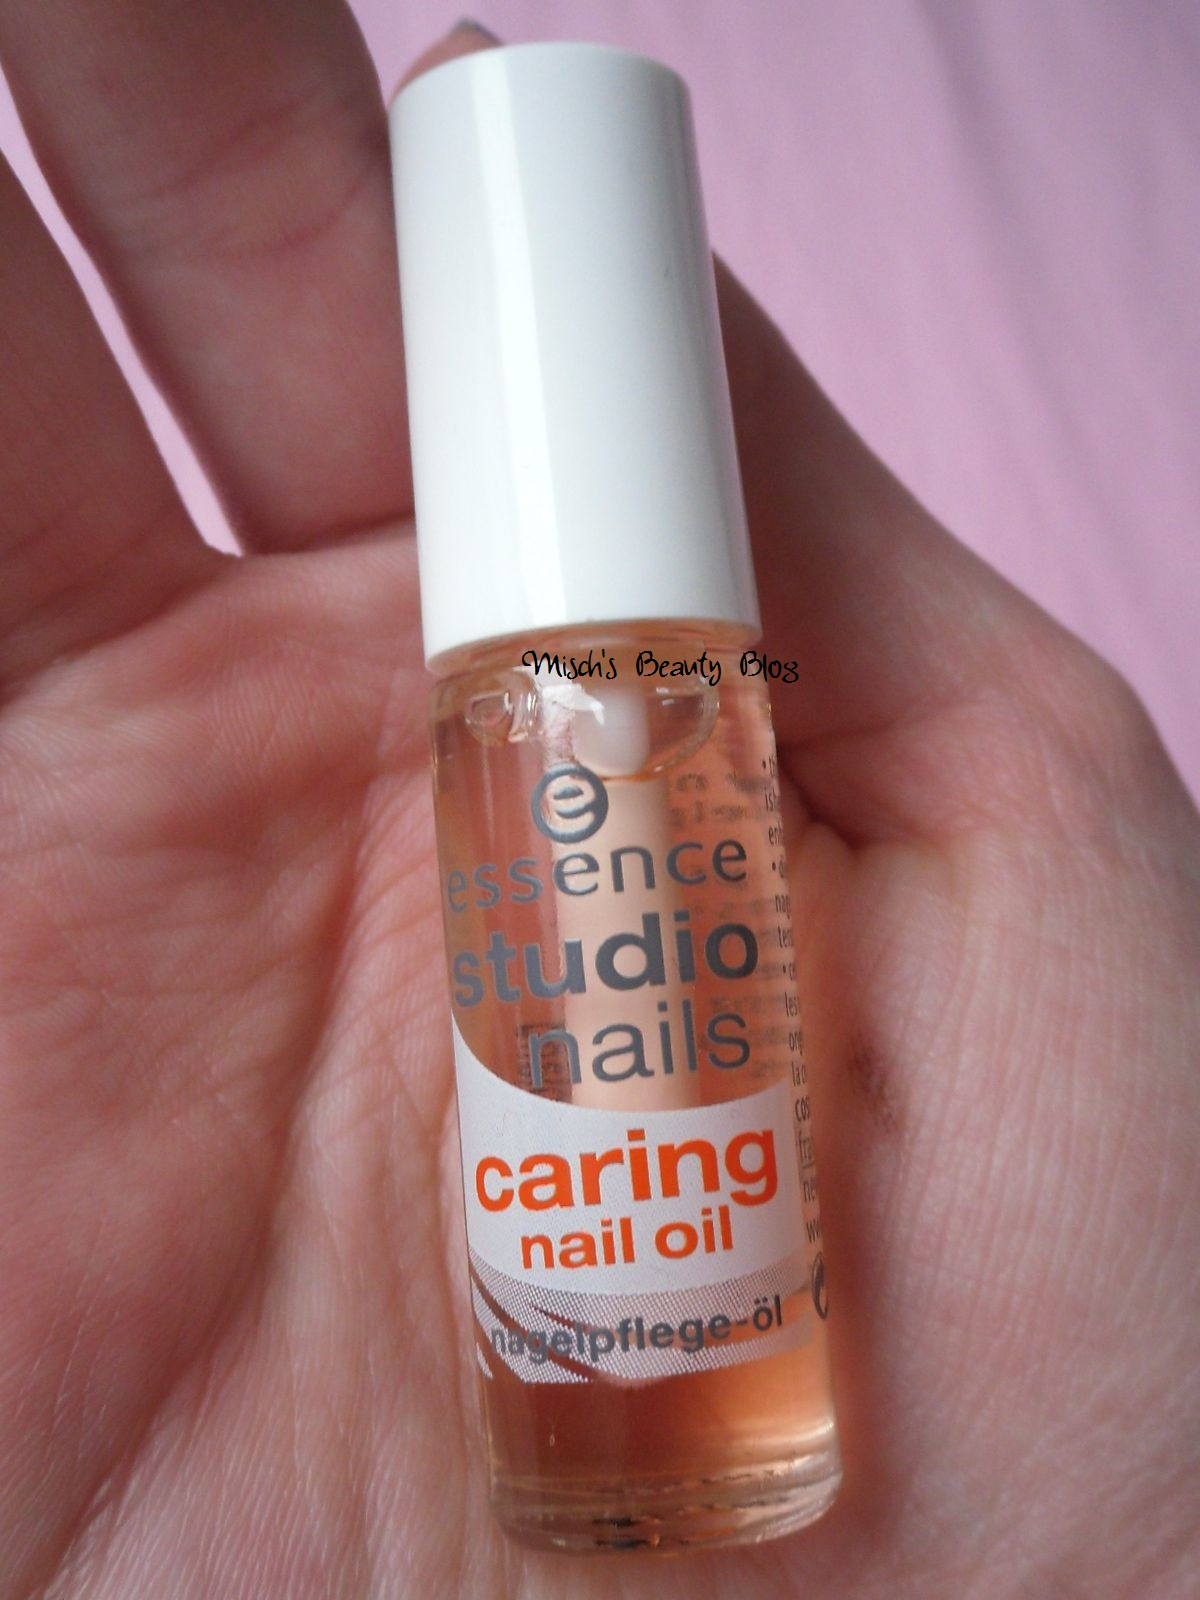 Misch's Beauty Blog
e
essence
studio
nails
caring
nail oil
nagelpflege-öl